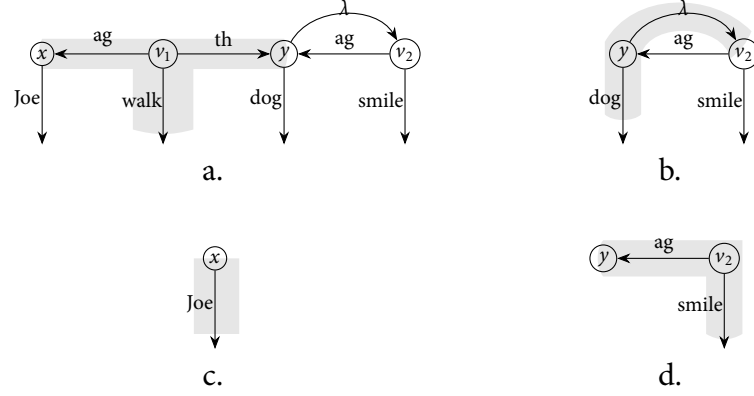 λ λ
ag th ag ag
x v₁ y v₂ y v₂
Joe walk dog smile dog smile
a. b.
ag
x y v₂
Joe smile
c. d.